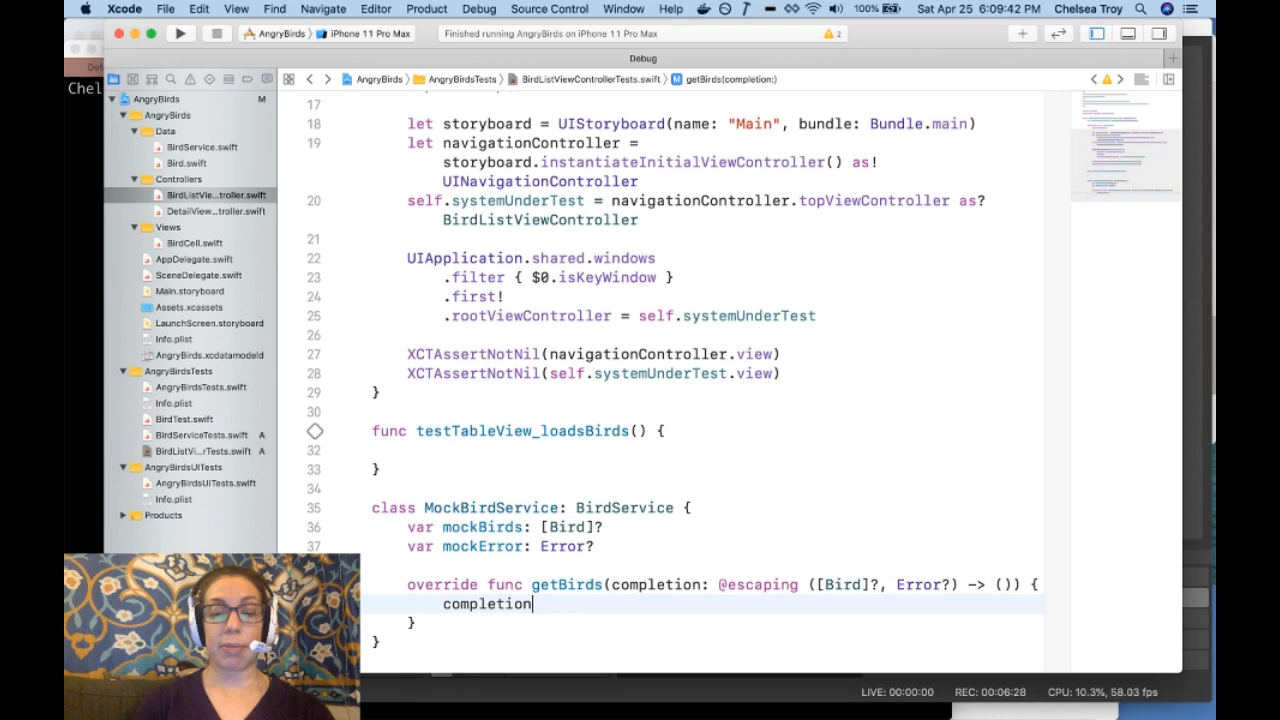 Xcode File Edit View Find Navigate Editor Product Debug Source Control Window Help 100% Sat Apr 25 6:09:42 PM Chelsea Troy
AngryBirds iPhone 11 Pro Max Finished running AngryBirds on iPhone 11 Pro Max 2
Debug
AngryBirds AngryBirdsTests BirdListViewControllerTests.swift getBirds(completion:)
Chel
AngryBirds M
AngryBirds
Data
BirdService.swift
Bird.swift
Controllers
BirdListVie...troller.swift
DetailView...troller.swift
Views
BirdCell.swift
AppDelegate.swift
SceneDelegate.swift
Main.storyboard
Assets.xcassets
LaunchScreen.storyboard
Info.plist
AngryBirds.xcdatamodeld
AngryBirdsTests
AngryBirdsTests.swift
Info.plist
BirdTest.swift
BirdServiceTests.swift A
BirdListVi...rTests.swift A
AngryBirdsUITests
AngryBirdsUITests.swift
Info.plist
Products
17
18 let storyboard = UIStoryboard(name: "Main", bundle: Bundle.main)
19 let navigationController =
storyboard.instantiateInitialViewController() as!
UINavigationController
20 self.systemUnderTest = navigationController.topViewController as?
BirdListViewController
21
22 UIApplication.shared.windows
23 .filter { $0.isKeyWindow }
24 .first!
25 .rootViewController = self.systemUnderTest
26
27 XCTAssertNotNil(navigationController.view)
28 XCTAssertNotNil(self.systemUnderTest.view)
29 }
30
func testTableView_loadsBirds() {
32
33 }
34
35 class MockBirdService: BirdService {
36 var mockBirds: [Bird]?
37 var mockError: Error?
override func getBirds(completion: @escaping ([Bird]?, Error?) -> ()) {
completion
}
}
LIVE: 00:00:00 REC: 00:06:28 CPU: 10.3%, 58.03 fps